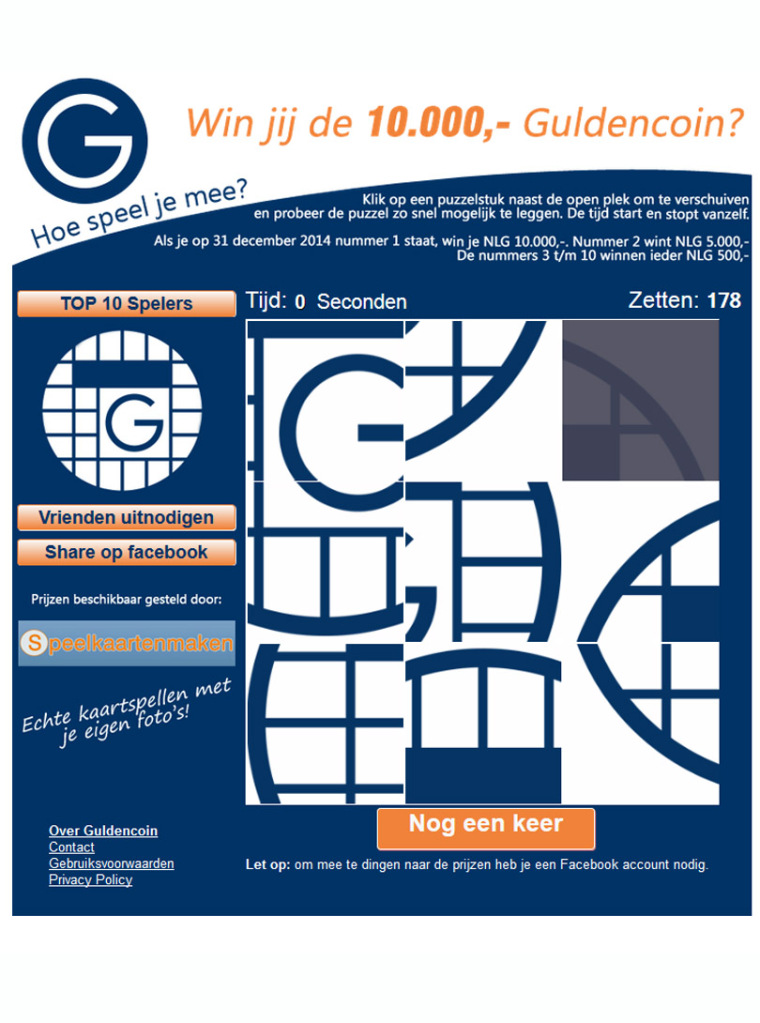 G
Win jij de 10.000,- Guldencoin?
Hoe speel je mee?
Klik op een puzzelstuk naast de open plek om te verschuiven
en probeer de puzzel zo snel mogelijk te leggen. De tijd start en stopt vanzelf.
Als je op 31 december 2014 nummer 1 staat, win je NLG 10.000,-. Nummer 2 wint NLG 5.000,-
De nummers 3 t/m 10 winnen ieder NLG 500,-
TOP 10 Spelers
Tijd: 0 Seconden
Zetten: 178
G
G
Vrienden uitnodigen
Share op facebook
Prijzen beschikbaar gesteld door:
Speelkaartenmaken
Echte kaartspellen met
je eigen foto's!
Nog een keer
Over Guldencoin
Contact
Gebruiksvoorwaarden
Privacy Policy
Let op: om mee te dingen naar de prijzen heb je een Facebook account nodig.